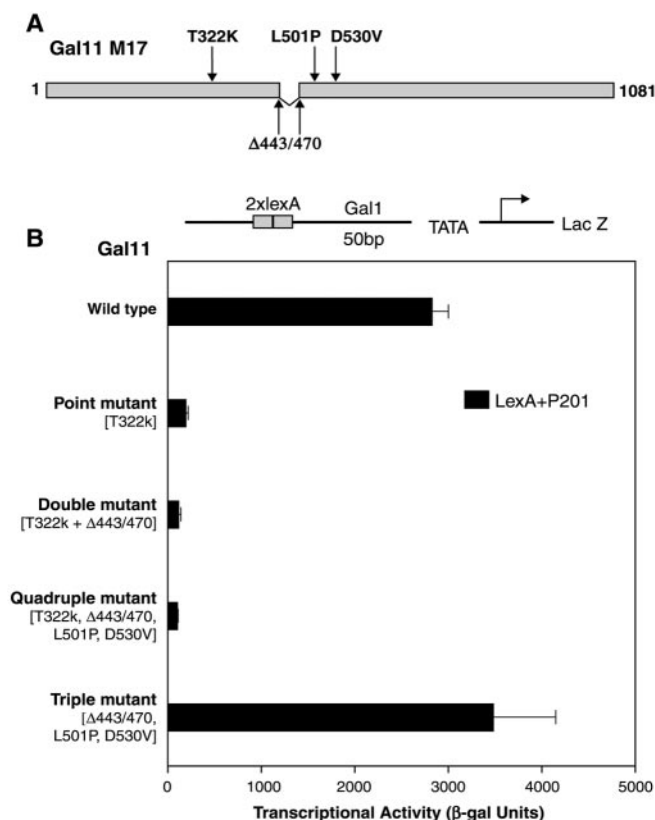 A
Gal11 M17
T322K
L501P D530V
1
1081
Δ443/470
2xlexA
Gal1
50bp
TATA
Lac Z
B
Gal11
Wild type
Point mutant
[T322k]
Double mutant
[T322k + Δ443/470]
Quadruple mutant
[T322k, Δ443/470,
L501P, D530V]
Triple mutant
[Δ443/470,
L501P, D530V]
LexA+P201
0 1000 2000 3000 4000 5000
Transcriptional Activity (β-gal Units)